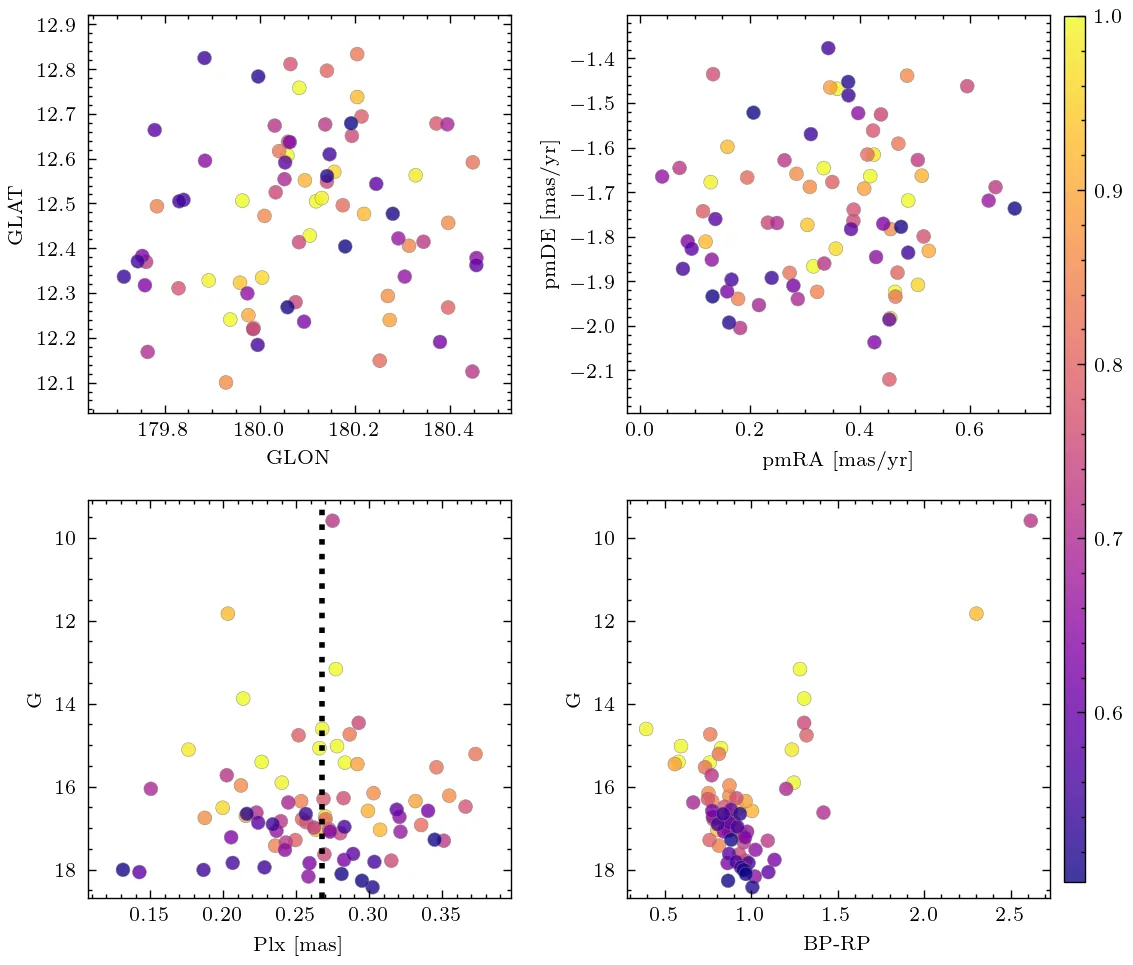 12.9
12.8
12.7
12.6
12.5
12.4
12.3
12.2
12.1
GLAT
179.8 180.0 180.2 180.4
GLON
−1.4
−1.5
−1.6
−1.7
−1.8
−1.9
−2.0
−2.1
pmDE [mas/yr]
0.0 0.2 0.4 0.6
pmRA [mas/yr]
10
12
14
16
18
G
0.15 0.20 0.25 0.30 0.35
Plx [mas]
10
12
14
16
18
G
0.5 1.0 1.5 2.0 2.5
BP-RP
1.0
0.9
0.8
0.7
0.6